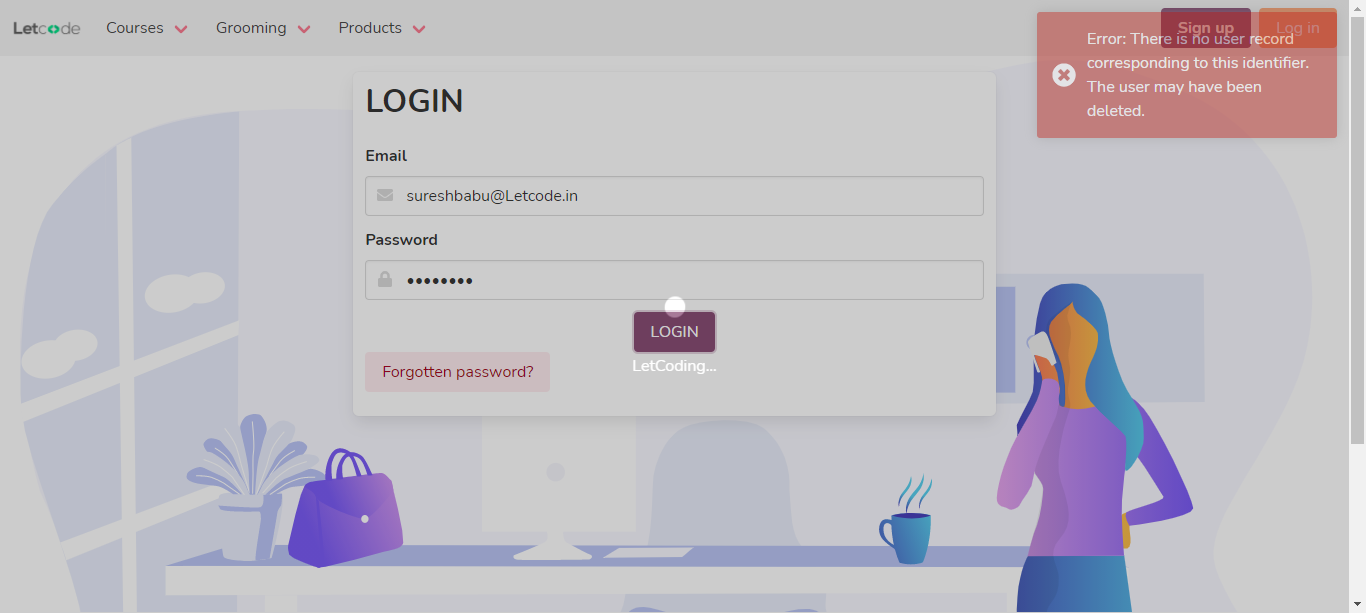 Letcode
Courses
Grooming
Products
Sign up
Log in
Error: There is no user record
corresponding to this identifier.
The user may have been
deleted.
LOGIN
Email
sureshbabu@Letcode.in
Password
••••••••
LOGIN
LetCoding...
Forgotten password?